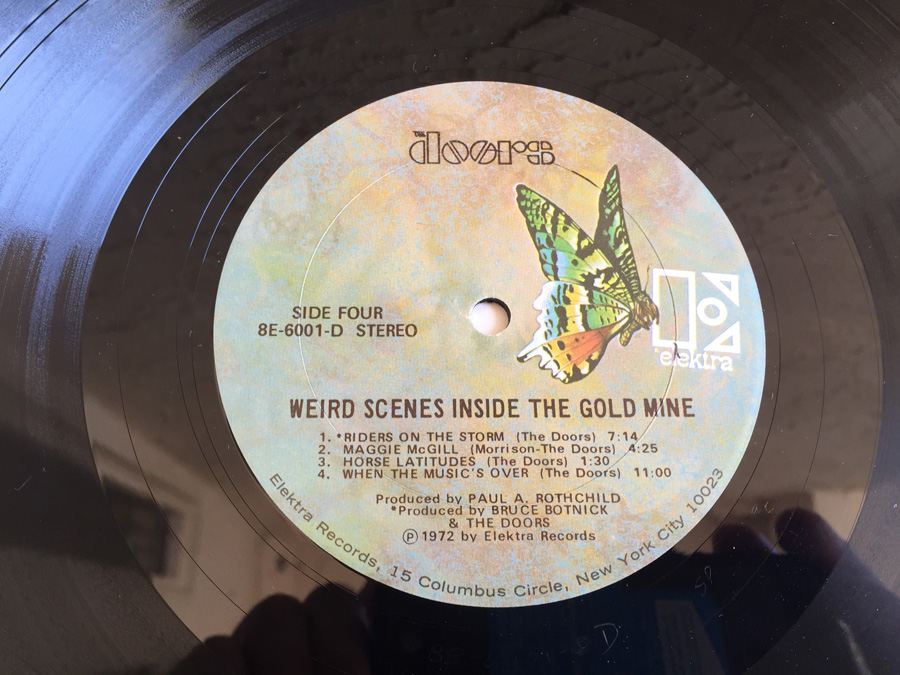 THE doors
elektra
SIDE FOUR
8E-6001-D STEREO
WEIRD SCENES INSIDE THE GOLD MINE
1. *RIDERS ON THE STORM (The Doors) 7:14
2. MAGGIE McGILL (Morrison-The Doors) 4:25
3. HORSE LATITUDES (The Doors) 1:30
4. WHEN THE MUSIC'S OVER (The Doors) 11:00
Produced by PAUL A. ROTHCHILD
*Produced by BRUCE BOTNICK
& THE DOORS
Ⓟ 1972 by Elektra Records
Elektra Records, 15 Columbus Circle, New York City 10023